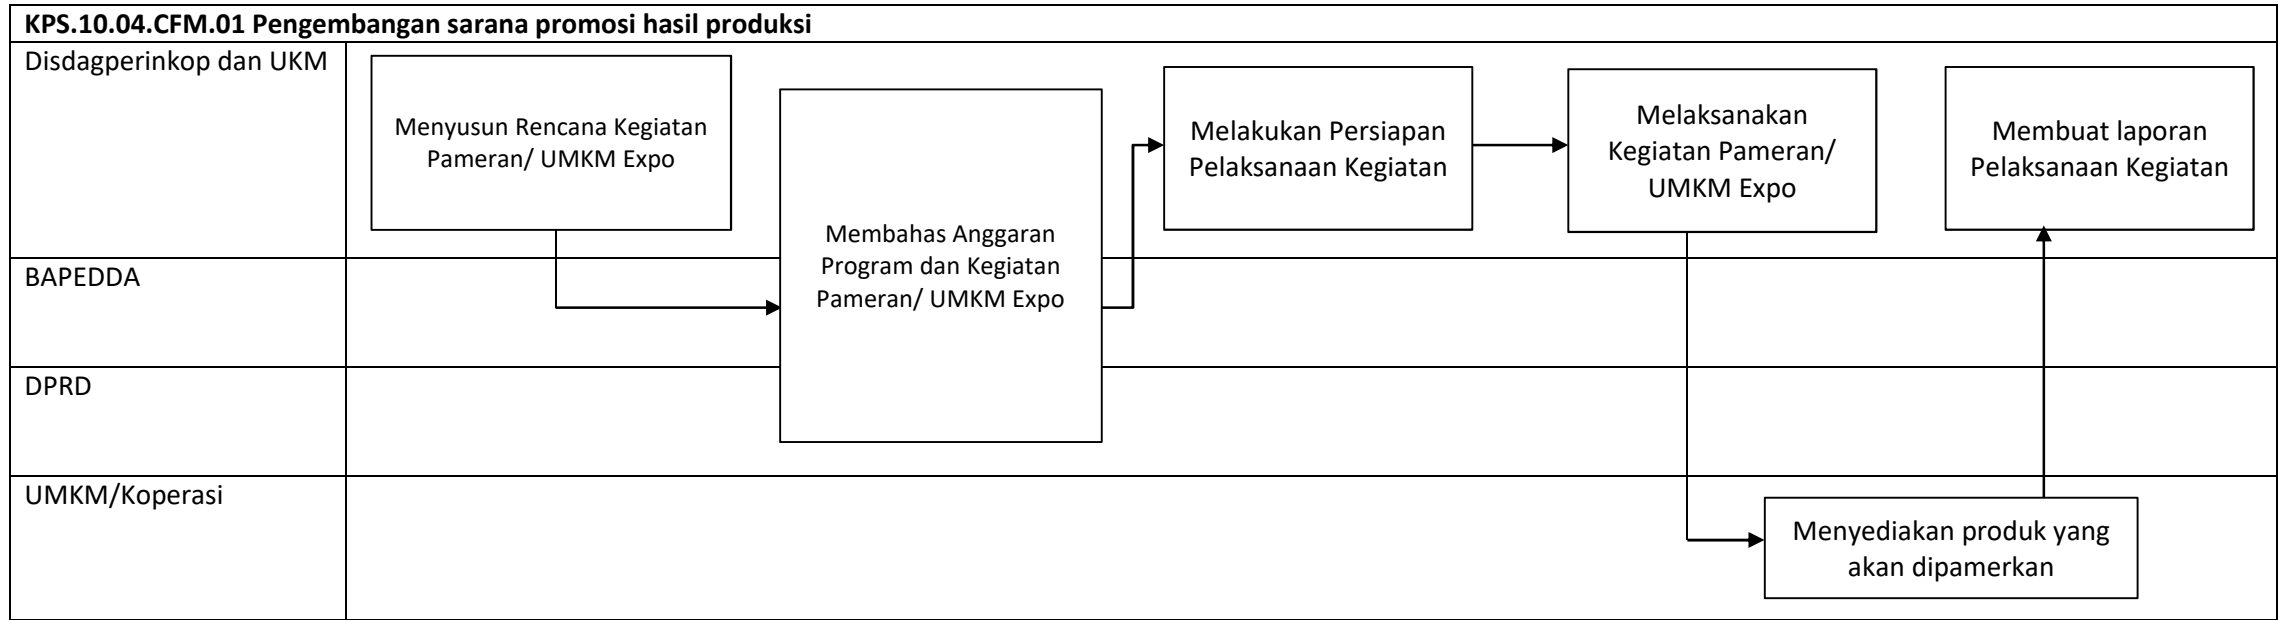 KPS.10.04.CFM.01 Pengembangan sarana promosi hasil produksi
Disdagperinkop dan UKM
Menyusun Rencana Kegiatan
Pameran/ UMKM Expo
Membahas Anggaran
Program dan Kegiatan
Pameran/ UMKM Expo
Melakukan Persiapan
Pelaksanaan Kegiatan
Melaksanakan
Kegiatan Pameran/
UMKM Expo
Membuat laporan
Pelaksanaan Kegiatan
BAPEDDA
DPRD
UMKM/Koperasi
Menyediakan produk yang
akan dipamerkan